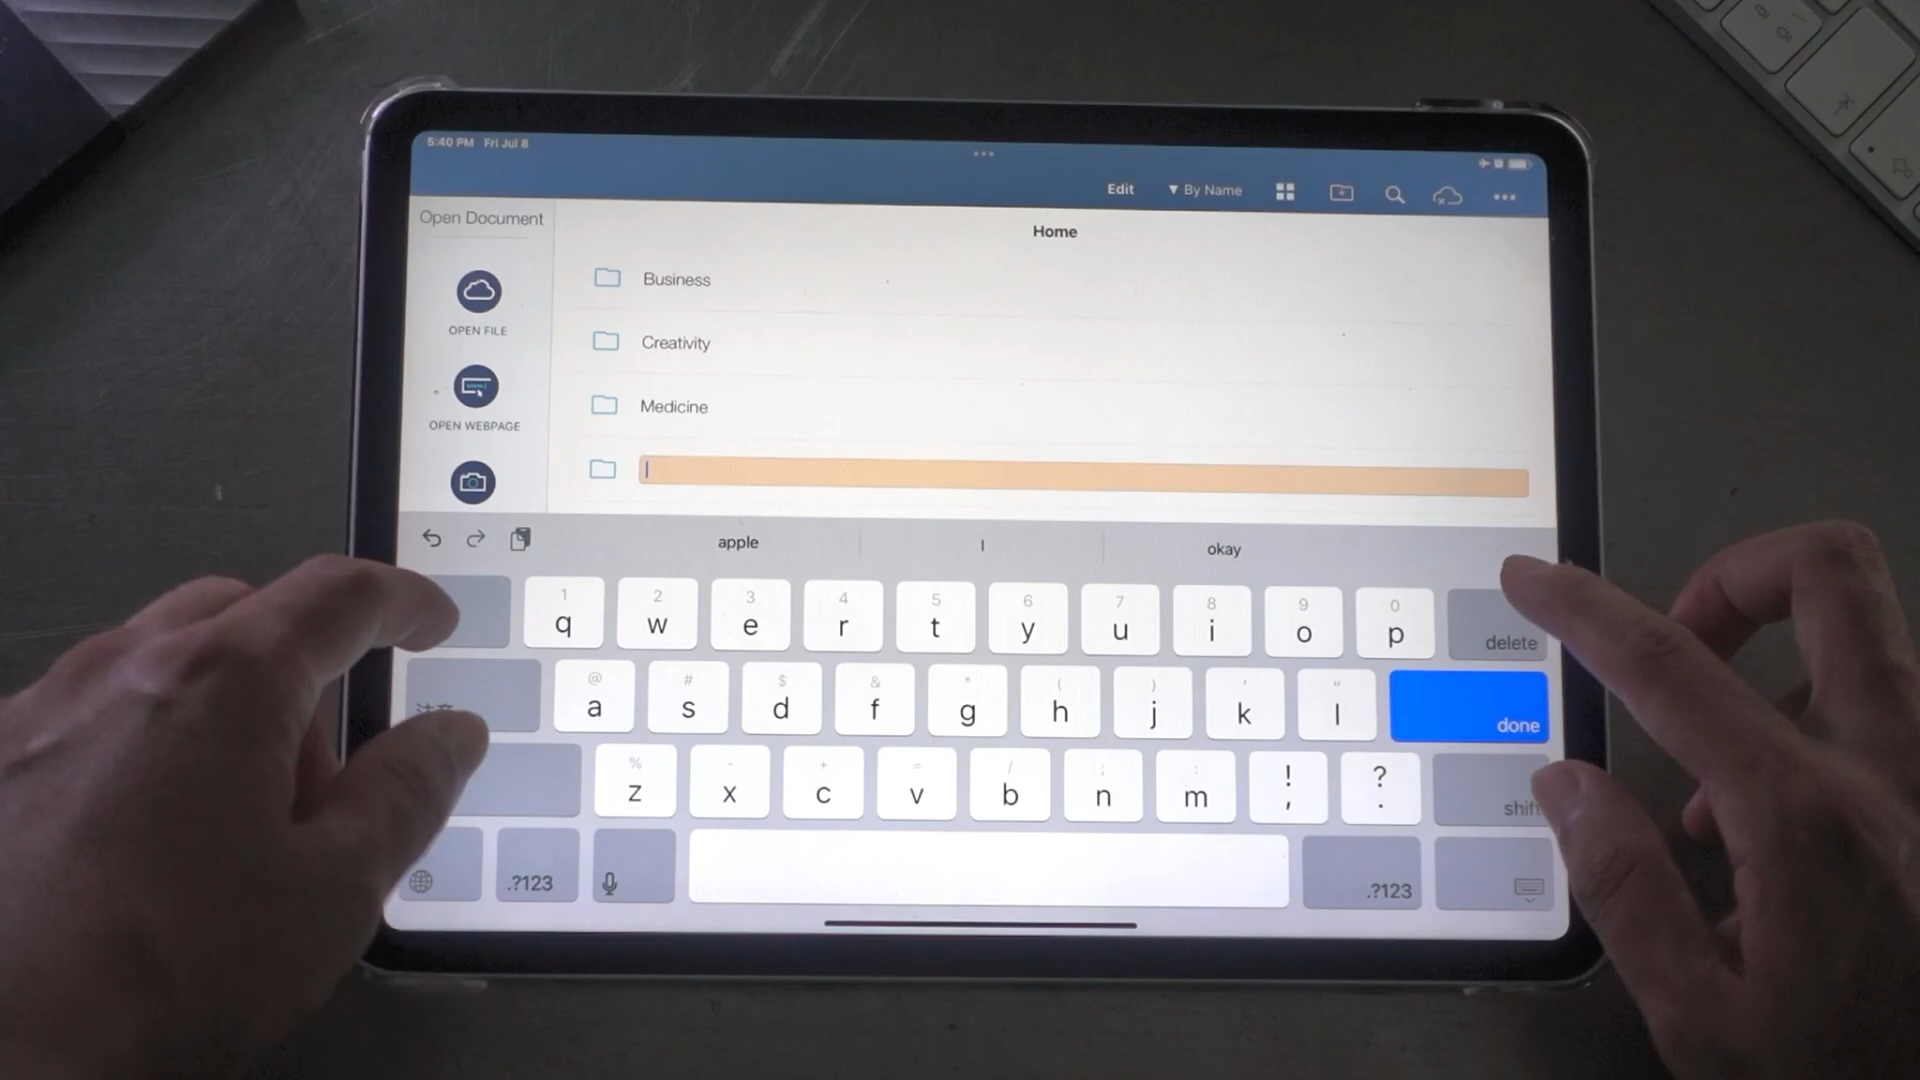 5:40 PM Fri Jul 8
Edit ▼ By Name
Open Document
Home
OPEN FILE
OPEN WEBPAGE
Business
Creativity
Medicine
apple I okay
1 2 3 4 5 6 7 8 9 0
q w e r t y u i o p delete
@ # $ & * ( ) ' "
a s d f g h j k l done
% - + = / ; : ! ?
z x c v b n m , . shift
.?123 .?123